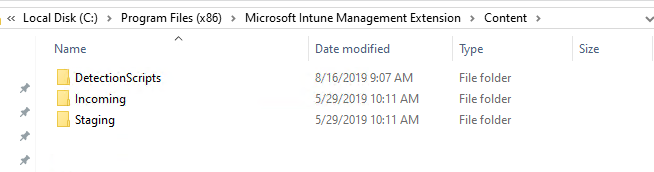 Local Disk (C:) > Program Files (x86) > Microsoft Intune Management Extension > Content >
Name Date modified Type Size
DetectionScripts 8/16/2019 9:07 AM File folder
Incoming 5/29/2019 10:11 AM File folder
Staging 5/29/2019 10:11 AM File folder